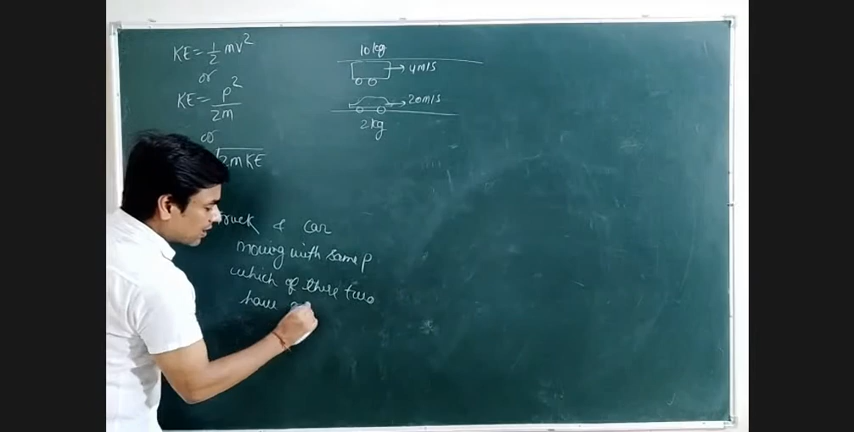 KE = 1/2 mv²
or
KE = p²/2m
or
√2mKE
10kg
4m/s
20m/s
2kg
truck & car
moving with same p
which of these two
have